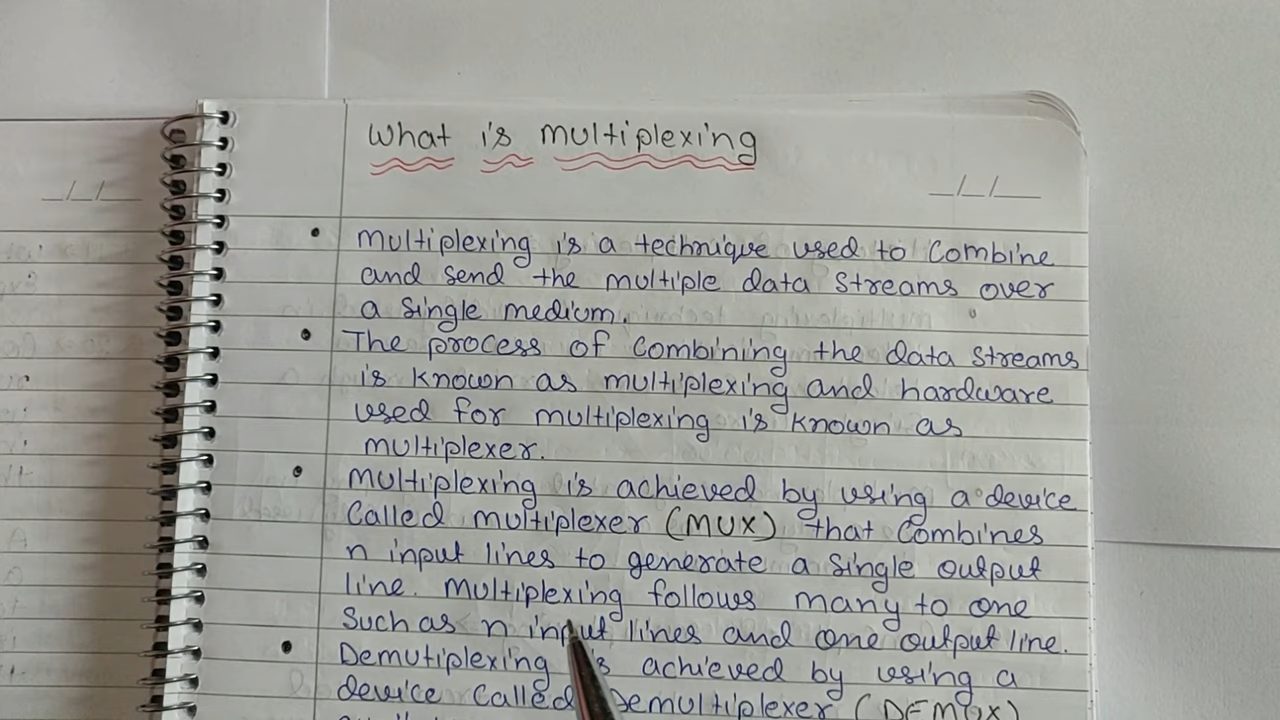 What is multiplexing
_/_/__
_/_/__
multiplexing is a technique used to combine
and send the multiple data streams over
a single medium.
The process of combining the data streams
is known as multiplexing and hardware
used for multiplexing is known as
multiplexer.
multiplexing is achieved by using a device
called multiplexer (MUX) that combines
n input lines to generate a single output
line. multiplexing follows many to one
Such as n input lines and one output line.
Demutiplexing is achieved by using a
device called Demultiplexer (DEMUX)